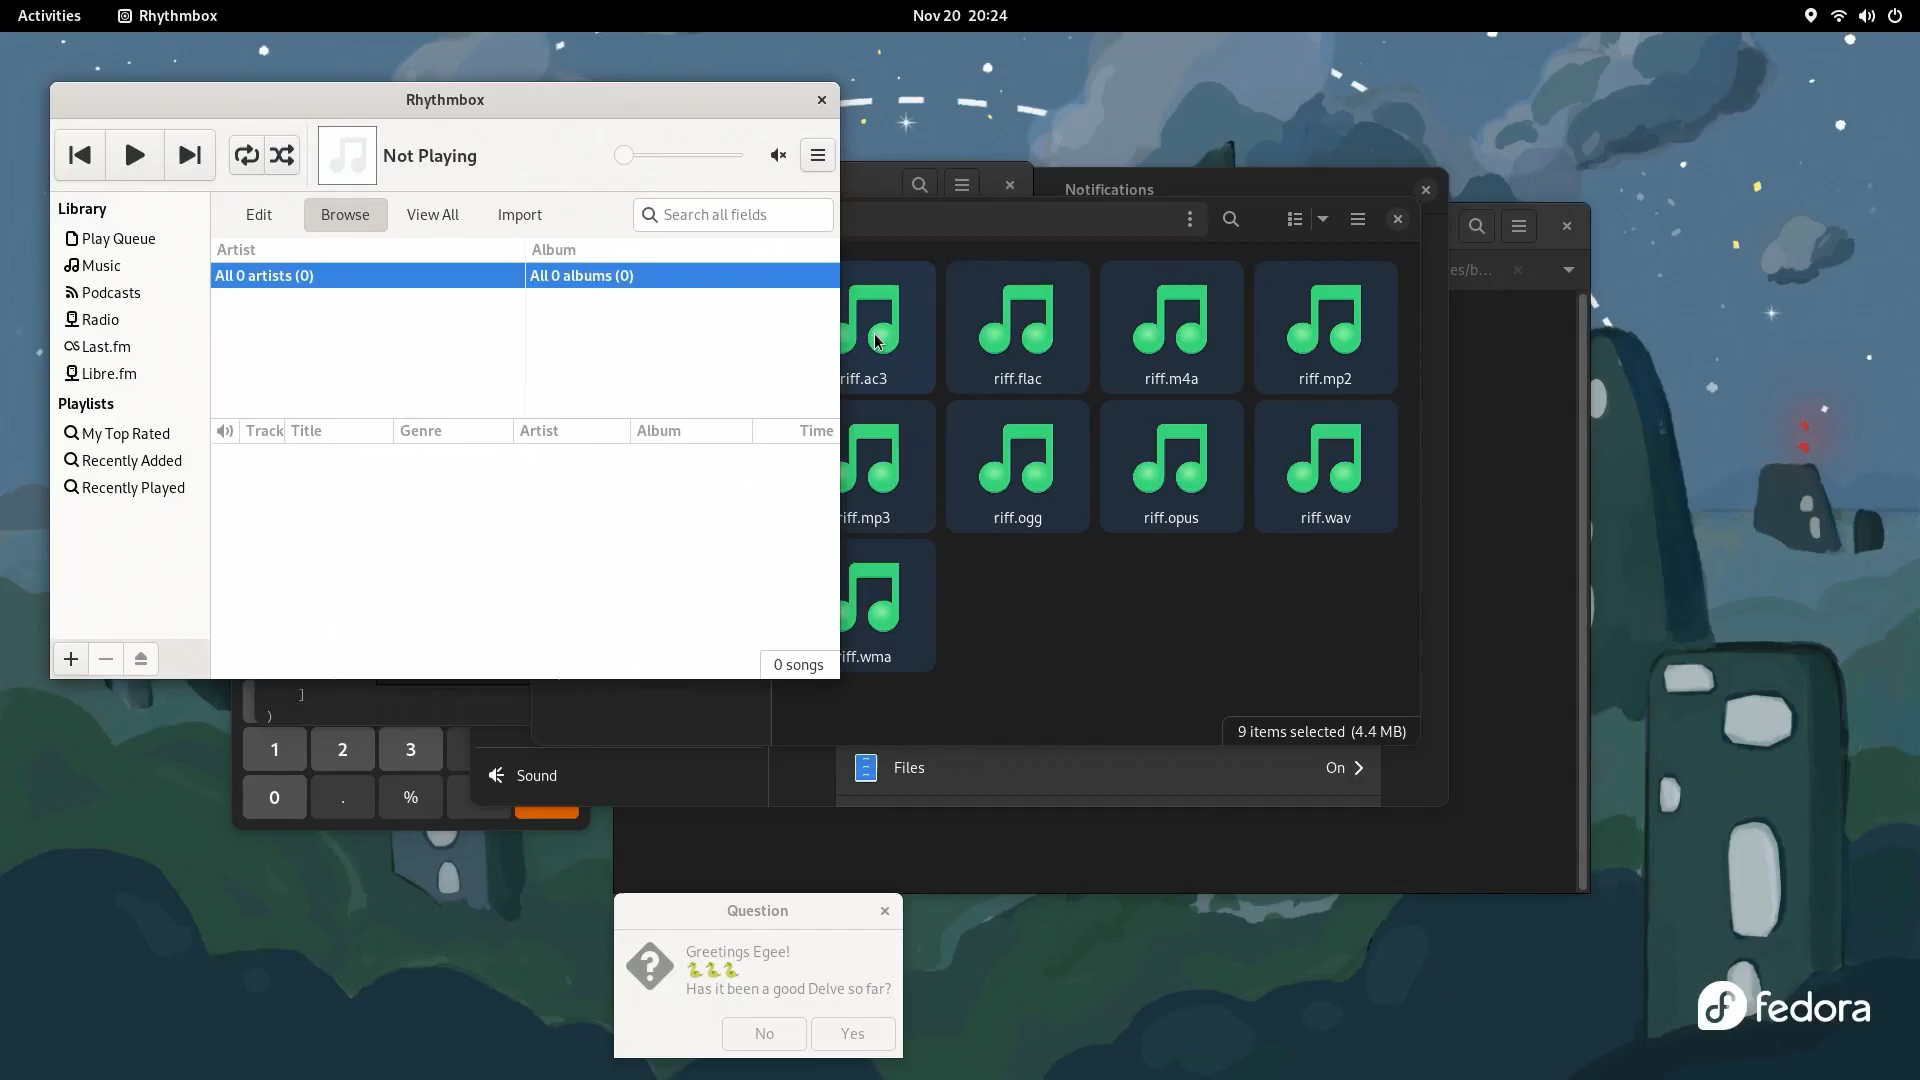 Activities
Rhythmbox
Nov 20 20:24
Rhythmbox
Not Playing
Library
Play Queue
Music
Podcasts
Radio
Last.fm
Libre.fm
Playlists
My Top Rated
Recently Added
Recently Played
Edit
Browse
View All
Import
Search all fields
Artist
Album
All 0 artists (0)
All 0 albums (0)
Track
Title
Genre
Artist
Album
Time
0 songs
Notifications
es/b...
riff.ac3
riff.flac
riff.m4a
riff.mp2
iff.mp3
riff.ogg
riff.opus
riff.wav
iff.wma
9 items selected (4.4 MB)
]
)
1
2
3
0
.
%
Sound
Files
On
Question
Greetings Egee!
🐍🐍🐍
Has it been a good Delve so far?
No
Yes
fedora